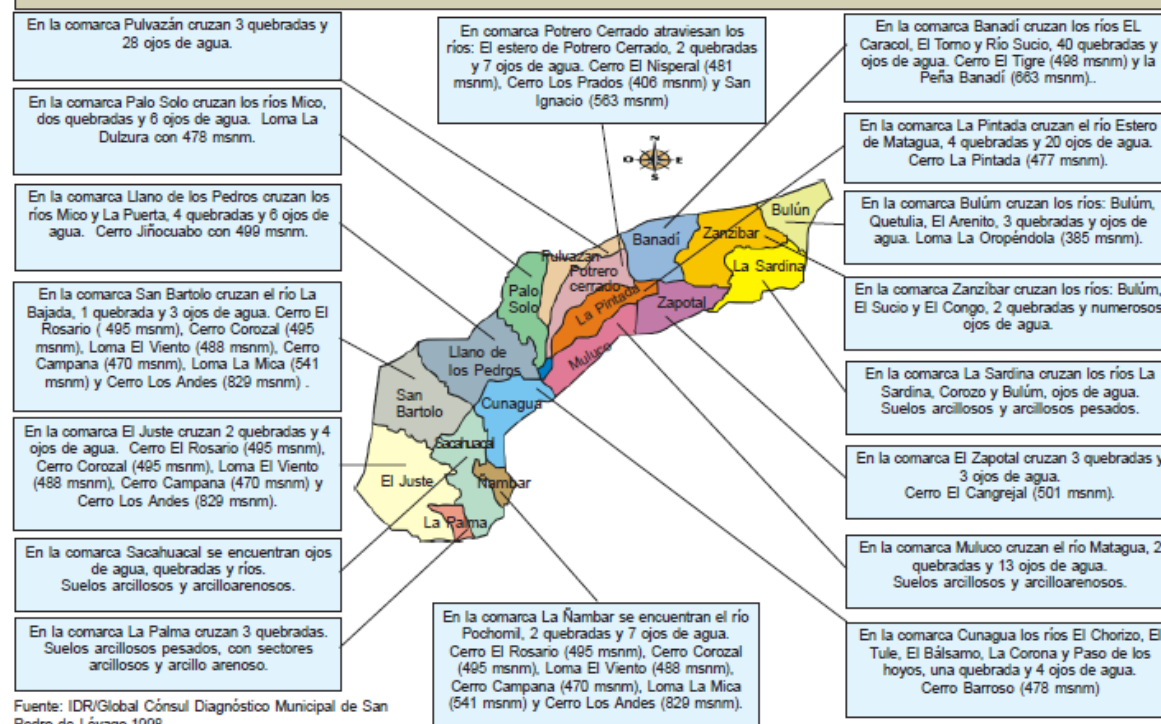 En la comarca Pulvazán cruzan 3 quebradas y
28 ojos de agua.
En la comarca Palo Solo cruzan los ríos Mico,
dos quebradas y 6 ojos de agua. Loma La
Dulzura con 478 msnm.
En la comarca Llano de los Pedros cruzan los
ríos Mico y La Puerta, 4 quebradas y 6 ojos de
agua. Cerro Jiñocuabo con 499 msnm.
En la comarca San Bartolo cruzan el río La
Bajada, 1 quebrada y 3 ojos de agua. Cerro El
Rosario ( 495 msnm), Cerro Corozal (495
msnm), Loma El Viento (488 msnm), Cerro
Campana (470 msnm), Loma La Mica (541
msnm) y Cerro Los Andes (829 msnm) .
En la comarca El Juste cruzan 2 quebradas y 4
ojos de agua. Cerro El Rosario (495 msnm),
Cerro Corozal (495 msnm), Loma El Viento
(488 msnm), Cerro Campana (470 msnm) y
Cerro Los Andes (829 msnm).
En la comarca Sacahuacal se encuentran ojos
de agua, quebradas y ríos.
Suelos arcillosos y arcilloarenosos.
En la comarca La Palma cruzan 3 quebradas.
Suelos arcillosos pesados, con sectores
arcillosos y arcillo arenoso.
Fuente: IDR/Global Cónsul Diagnóstico Municipal de San
Pedro de Lóvago 1998
En la comarca Potrero Cerrado atraviesan los
ríos: El estero de Potrero Cerrado, 2 quebradas
y 7 ojos de agua. Cerro El Nisperal (481
msnm), Cerro Los Prados (406 msnm) y San
Ignacio (563 msnm)
N
O E
S
Bulún
Banadí
Zanzibar
Pulvazán
La Sardina
Potrero
cerrado
Palo
Solo
La Pintada
Zapotal
Muluco
Llano de
los Pedros
San
Bartolo
Cunagua
Sacahuacal
El Juste
Ñambar
La Palma
En la comarca La Ñambar se encuentran el río
Pochomil, 2 quebradas y 7 ojos de agua.
Cerro El Rosario (495 msnm), Cerro Corozal
(495 msnm), Loma El Viento (488 msnm),
Cerro Campana (470 msnm), Loma La Mica
(541 msnm) y Cerro Los Andes (829 msnm).
En la comarca Banadí cruzan los ríos EL
Caracol, El Torno y Río Sucio, 40 quebradas y
ojos de agua. Cerro El Tigre (498 msnm) y la
Peña Banadí (663 msnm)..
En la comarca La Pintada cruzan el río Estero
de Matagua, 4 quebradas y 20 ojos de agua.
Cerro La Pintada (477 msnm).
En la comarca Bulúm cruzan los ríos: Bulúm,
Quetulia, El Arenito, 3 quebradas y ojos de
agua. Loma La Oropéndola (385 msnm).
En la comarca Zanzíbar cruzan los ríos: Bulúm,
El Sucio y El Congo, 2 quebradas y numerosos
ojos de agua.
En la comarca La Sardina cruzan los ríos La
Sardina, Corozo y Bulúm, ojos de agua.
Suelos arcillosos y arcillosos pesados.
En la comarca El Zapotal cruzan 3 quebradas y
3 ojos de agua.
Cerro El Cangrejal (501 msnm).
En la comarca Muluco cruzan el río Matagua, 2
quebradas y 13 ojos de agua.
Suelos arcillosos y arcilloarenosos.
En la comarca Cunagua los ríos El Chorizo, El
Tule, El Bálsamo, La Corona y Paso de los
hoyos, una quebrada y 4 ojos de agua.
Cerro Barroso (478 msnm)